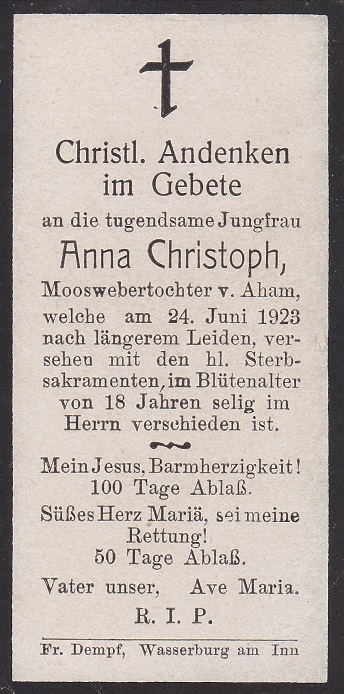 Christl. Andenken
im Gebete
an die tugendsame Jungfrau
Anna Christoph,
Mooswebertochter v. Aham,
welche am 24. Juni 1923
nach längerem Leiden, ver-
sehen mit den hl. Sterb-
sakramenten, im Blütenalter
von 18 Jahren selig im
Herrn verschieden ist.
Mein Jesus, Barmherzigkeit!
100 Tage Ablaß.
Süßes Herz Mariä, sei meine
Rettung!
50 Tage Ablaß.
Vater unser, Ave Maria.
R. I. P.
Fr. Dempf, Wasserburg am Inn